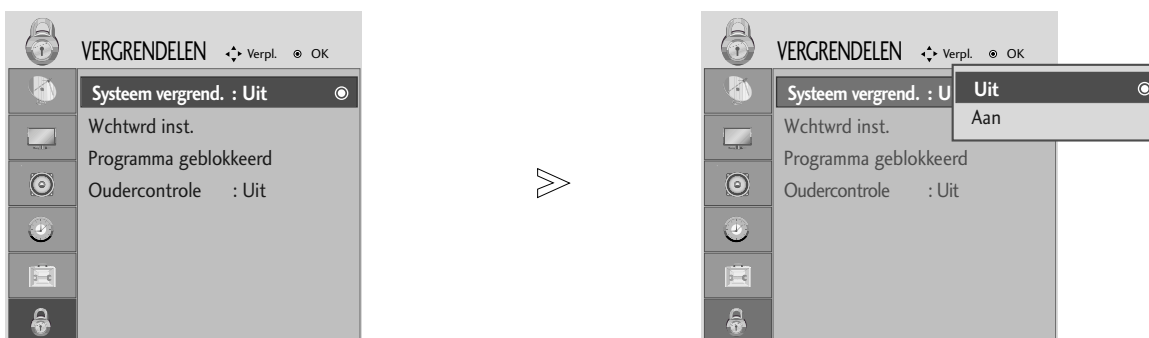 VERGRENDELEN Verpl. OK
Systeem vergrend. : Uit
Wchtwrd inst.
Programma geblokkeerd
Oudercontrole : Uit
VERGRENDELEN Verpl. OK
Systeem vergrend. : U
Wchtwrd inst.
Programma geblokkeerd
Oudercontrole : Uit
Uit
Aan